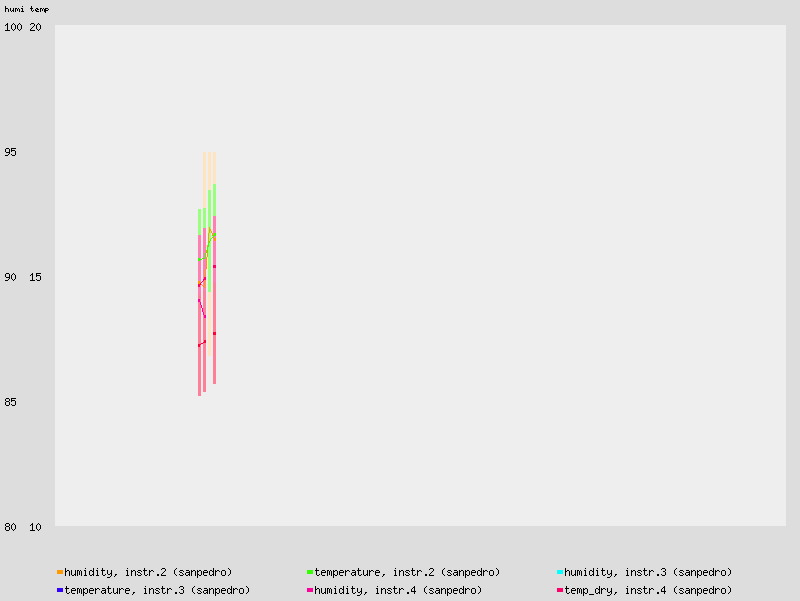 humi temp
100 20
95
90 15
85
80 10
humidity, instr.2 (sanpedro) temperature, instr.2 (sanpedro) humidity, instr.3 (sanpedro)
temperature, instr.3 (sanpedro) humidity, instr.4 (sanpedro) temp_dry, instr.4 (sanpedro)